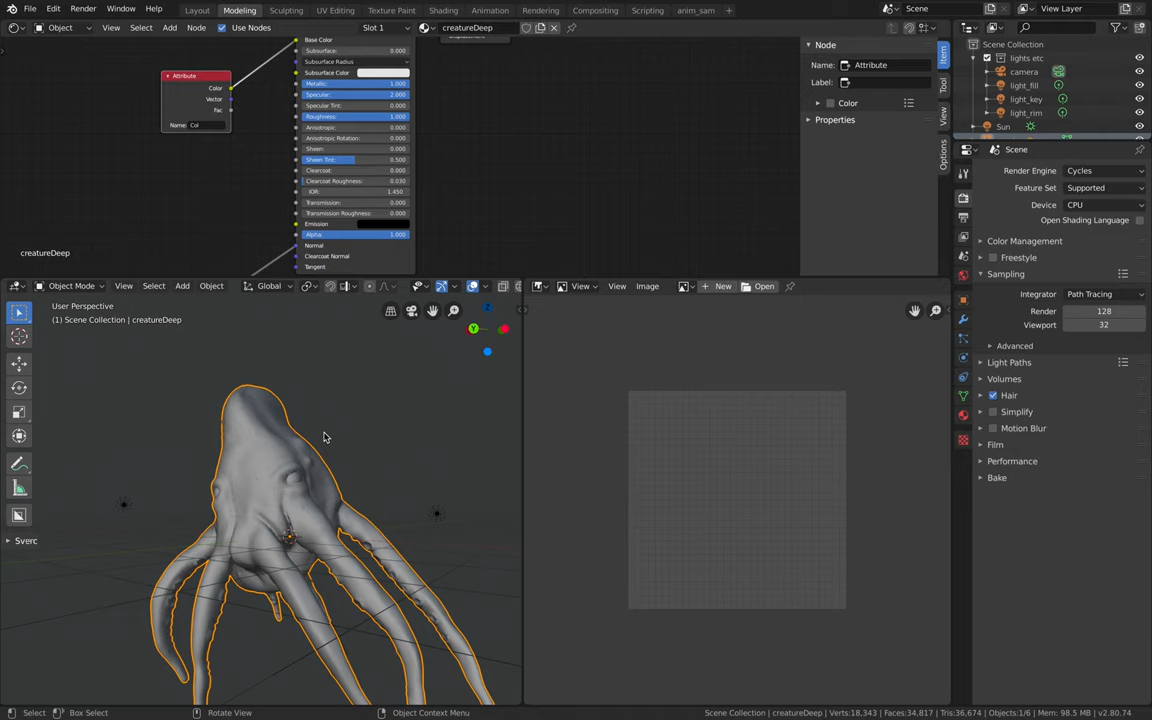 File Edit Render Window Help Layout Modeling Sculpting UV Editing Texture Paint Shading Animation Rendering Compositing Scripting anim_sam + Scene View Layer
Object View Select Add Node Use Nodes Slot 1 creatureDeep
Base Color
Subsurface: 0.000
Subsurface Radius
Subsurface Color
Metallic: 1.000
Specular: 2.000
Specular Tint: 0.000
Roughness: 1.000
Anisotropic: 0.000
Anisotropic Rotation: 0.000
Sheen: 0.000
Sheen Tint: 0.500
Clearcoat: 0.000
Clearcoat Roughness: 0.030
IOR: 1.450
Transmission: 0.000
Transmission Roughness: 0.000
Emission
Alpha: 1.000
Normal
Clearcoat Normal
Tangent
Attribute
Color
Vector
Fac
Name: Col
creatureDeep
Node
Name: Attribute
Label:
Color
Properties
Item
Tool
View
Options
Scene Collection
lights etc
camera
light_fill
light_key
light_rim
Sun
Scene
Render Engine Cycles
Feature Set Supported
Device CPU
Open Shading Language
Color Management
Freestyle
Sampling
Integrator Path Tracing
Render 128
Viewport 32
Advanced
Light Paths
Volumes
Hair
Simplify
Motion Blur
Film
Performance
Bake
Object Mode View Select Add Object Global
User Perspective
(1) Scene Collection | creatureDeep
Y
Sverc
View View Image New Open
Select Box Select Rotate View Object Context Menu
Scene Collection | creatureDeep | Verts:18,343 | Faces:34,817 | Tris:36,674 | Objects:1/6 | Mem: 98.5 MB | v2.80.74